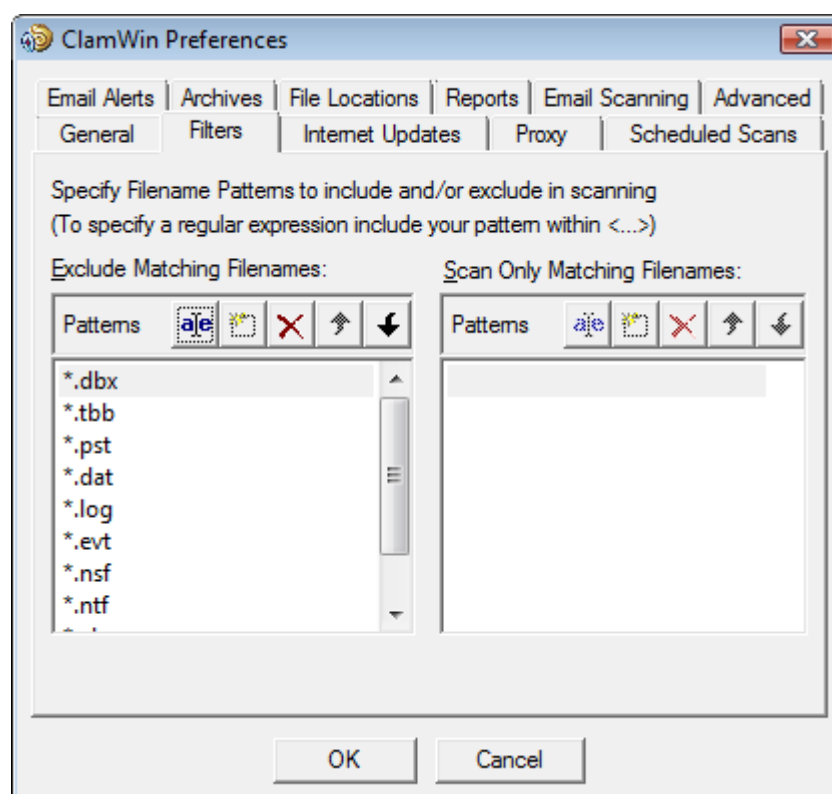 ClamWin Preferences
Email Alerts Archives File Locations Reports Email Scanning Advanced
General Filters Internet Updates Proxy Scheduled Scans
Specify Filename Patterns to include and/or exclude in scanning
(To specify a regular expression include your pattern within <...>)
Exclude Matching Filenames: Scan Only Matching Filenames:
Patterns Patterns
*.dbx
*.tbb
*.pst
*.dat
*.log
*.evt
*.nsf
*.ntf
OK Cancel